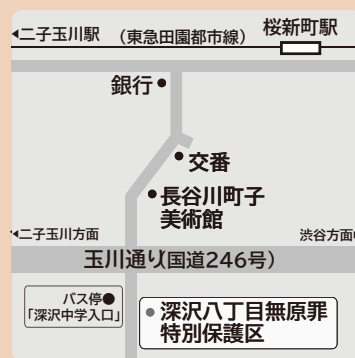 ◀二子玉川駅 （東急田園都市線） 桜新町駅
銀行●
●交番
●長谷川町子
美術館
◀二子玉川方面
渋谷方面
玉川通り(国道246号)
バス停●
「深沢中学入口」
●深沢八丁目無原罪
特別保護区